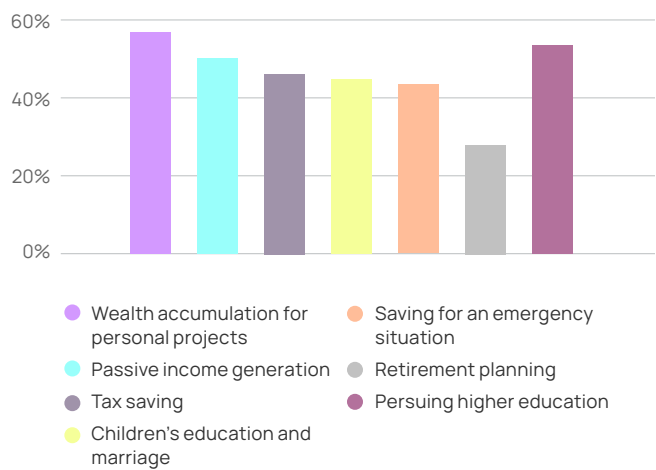 60%
40%
20%
0%
Wealth accumulation for
personal projects
Passive income generation
Tax saving
Children's education and
marriage
Saving for an emergency
situation
Retirement planning
Persuing higher education